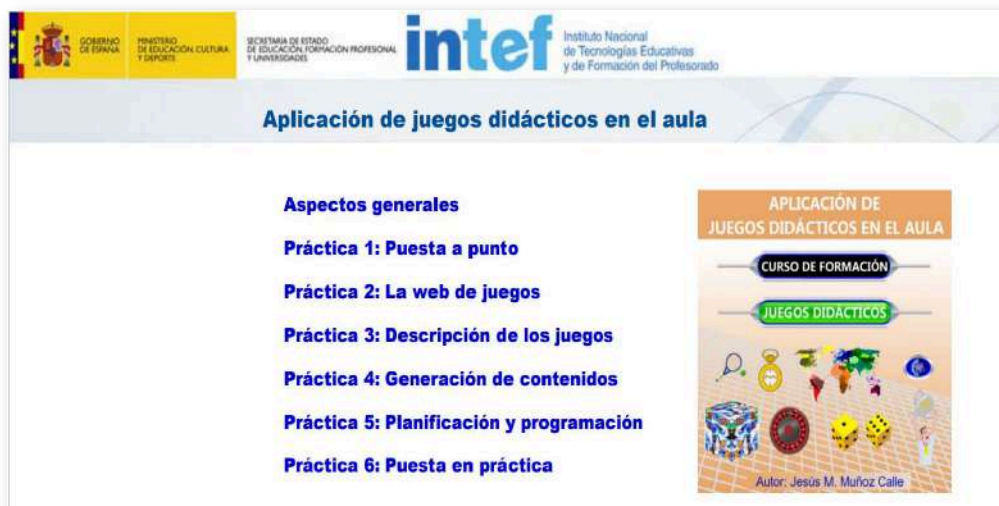 GOBIERNO
DE ESPAÑA
MINISTERIO
DE EDUCACIÓN, CULTURA
Y DEPORTE
SECRETARÍA DE ESTADO
DE EDUCACIÓN, FORMACIÓN PROFESIONAL
Y UNIVERSIDADES
intef
Instituto Nacional
de Tecnologías Educativas
y de Formación del Profesorado
Aplicación de juegos didácticos en el aula
Aspectos generales
Práctica 1: Puesta a punto
Práctica 2: La web de juegos
Práctica 3: Descripción de los juegos
Práctica 4: Generación de contenidos
Práctica 5: Planificación y programación
Práctica 6: Puesta en práctica
APLICACIÓN DE
JUEGOS DIDÁCTICOS EN EL AULA
CURSO DE FORMACIÓN
JUEGOS DIDÁCTICOS
Autor: Jesús M. Muñoz Calle